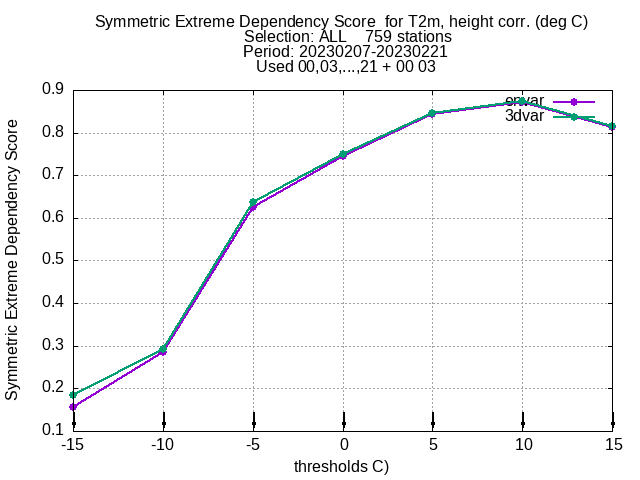 Symmetric Extreme Dependency Score for T2m, height corr. (deg C)
Selection: ALL 759 stations
Period: 20230207-20230221
Used 00,03,...,21 + 00 03
3dvar
Symmetric Extreme Dependency Score
0.9
0.8
0.7
0.6
0.5
0.4
0.3
0.2
0.1
-15
-10
-5
0
5
10
15
thresholds C)